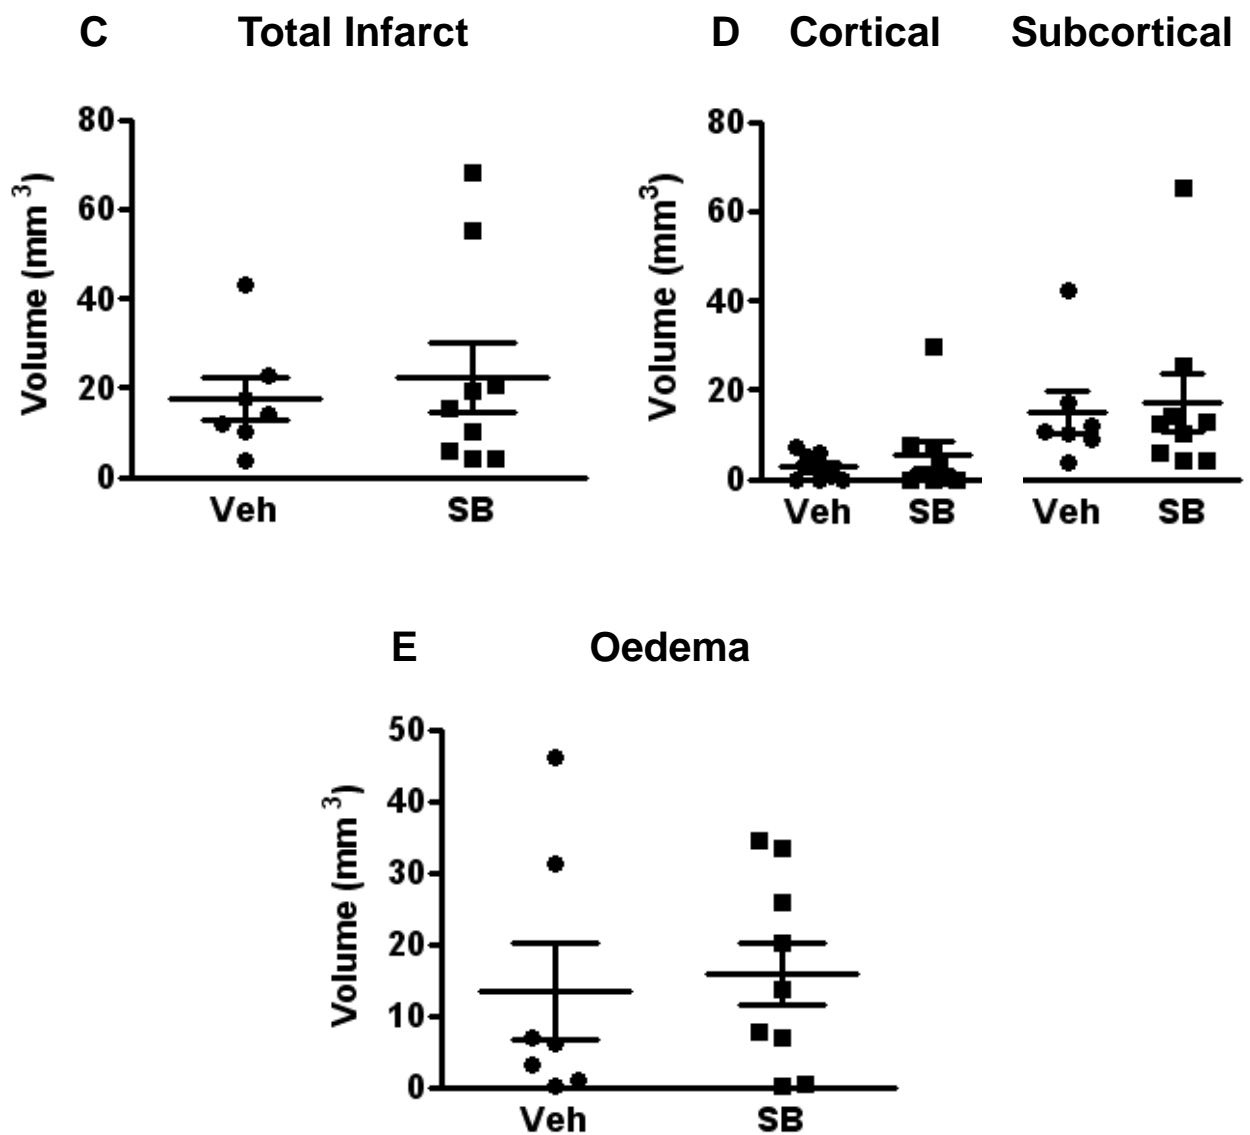 C Total Infarct
Volume (mm³)
80
60
40
20
0
Veh SB
D Cortical Subcortical
Volume (mm³)
80
60
40
20
0
Veh SB Veh SB
E Oedema
Volume (mm³)
50
40
30
20
10
0
Veh SB